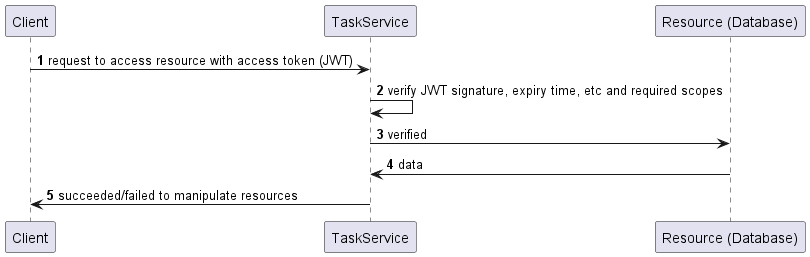 Client TaskService Resource (Database)
1 request to access resource with access token (JWT)
2 verify JWT signature, expiry time, etc and required scopes
3 verified
4 data
5 succeeded/failed to manipulate resources
Client TaskService Resource (Database)